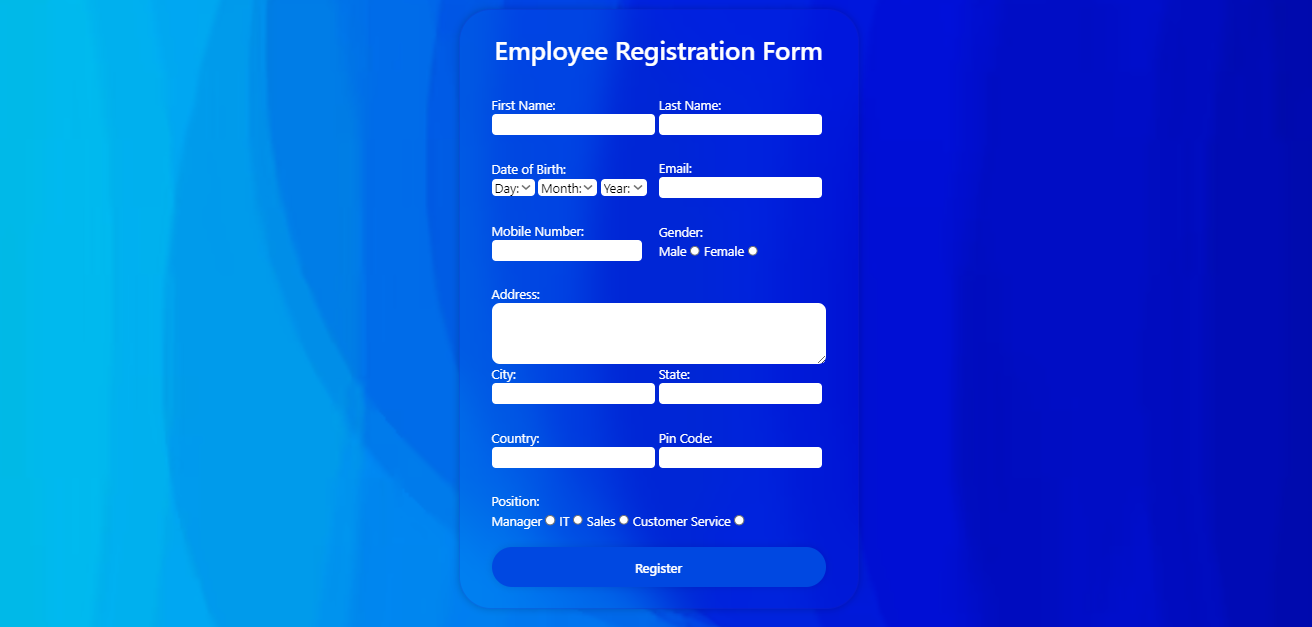 Employee Registration Form
First Name: Last Name:
Date of Birth: Email:
Day: Month: Year:
Mobile Number: Gender:
Male Female
Address:
City: State:
Country: Pin Code:
Position:
Manager IT Sales Customer Service
Register